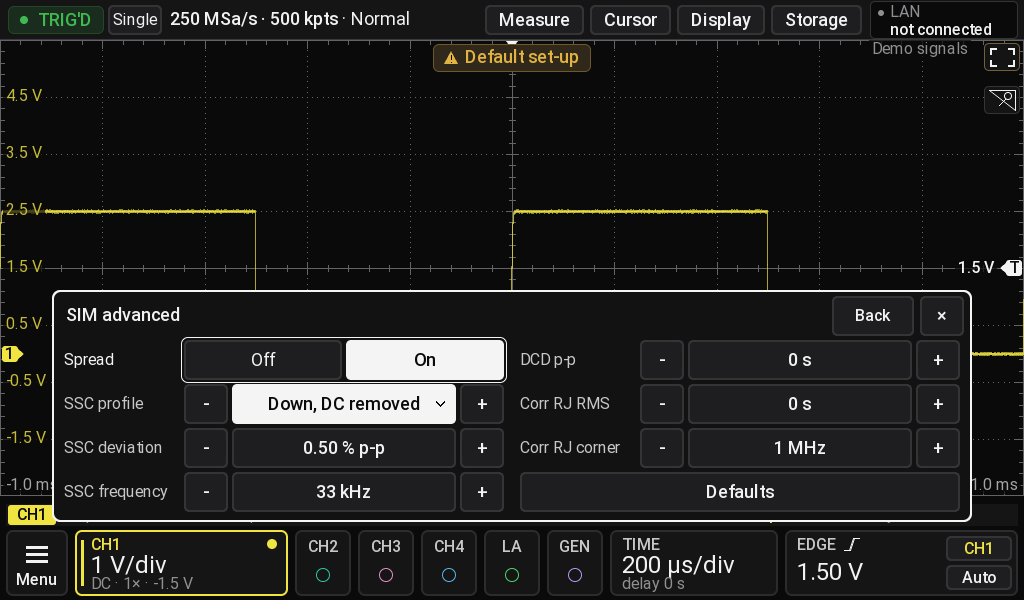 TRIG'D Single 250 MSa/s · 500 kpts · Normal Measure Cursor Display Storage LAN
not connected
Demo signals
Default set-up
4.5 V
3.5 V
2.5 V
1.5 V 1.5 V T
0.5 V
1
-0.5 V
-1.5 V
-1.0 ms 1.0 ms
SIM advanced Back ×
Spread Off On DCD p-p - 0 s +
SSC profile - Down, DC removed + Corr RJ RMS - 0 s +
SSC deviation - 0.50 % p-p + Corr RJ corner - 1 MHz +
SSC frequency - 33 kHz + Defaults
CH1
Menu
CH1
1 V/div
DC · 1× · -1.5 V
CH2 CH3 CH4 LA GEN
TIME
200 µs/div
delay 0 s
EDGE
1.50 V
CH1
Auto